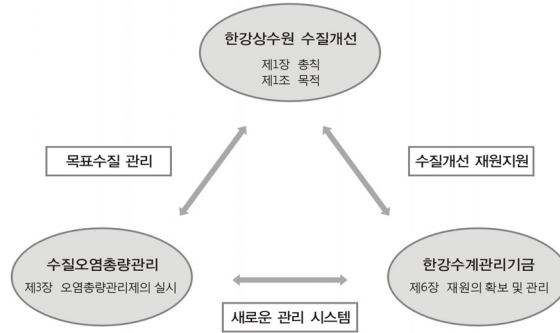 한강상수원 수질개선
제1장 총칙
제1조 목적
목표수질 관리
수질개선 재원지원
수질오염총량관리
제3장 오염총량관리제의 실시
한강수계관리기금
제6장 재원의 확보 및 관리
새로운 관리 시스템